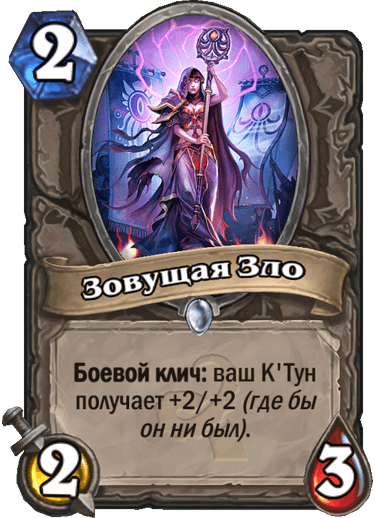 2
Зовущая Зло
Боевой клич: ваш К'Тун
получает +2/+2 (где бы
он ни был).
2
3